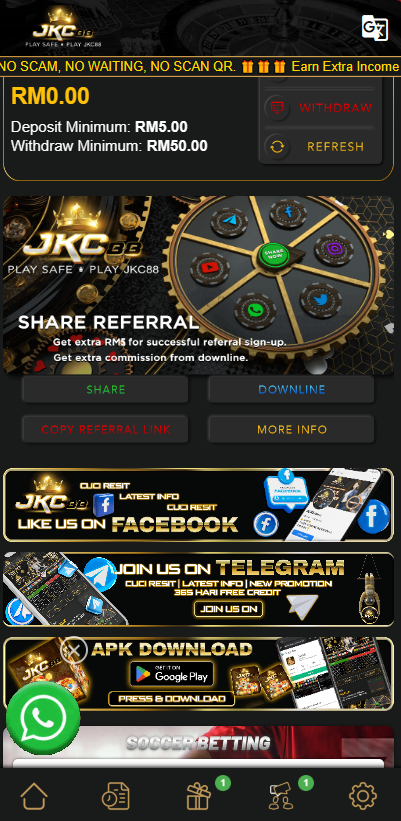 JKC88
PLAY SAFE • PLAY JKC88
NO SCAM, NO WAITING, NO SCAN QR. Earn Extra Income
RM0.00
Deposit Minimum: RM5.00
Withdraw Minimum: RM50.00
WITHDRAW
REFRESH
JKC88
PLAY SAFE • PLAY JKC88
SHARE NOW
SHARE REFERRAL
Get extra RM5 for successful referral sign-up.
Get extra commission from downline.
SHARE
DOWNLINE
COPY REFERRAL LINK
MORE INFO
JKC88
CUCI RESIT
LATEST INFO
CUCI RESIT
LIKE US ON FACEBOOK
JOIN US ON TELEGRAM
CUCI RESIT | LATEST INFO | NEW PROMOTION
365 HARI FREE CREDIT
JOIN US ON
JKC
APK DOWNLOAD
GET IT ON
Google Play
PRESS & DOWNLOAD
SOCCER BETTING
1
1